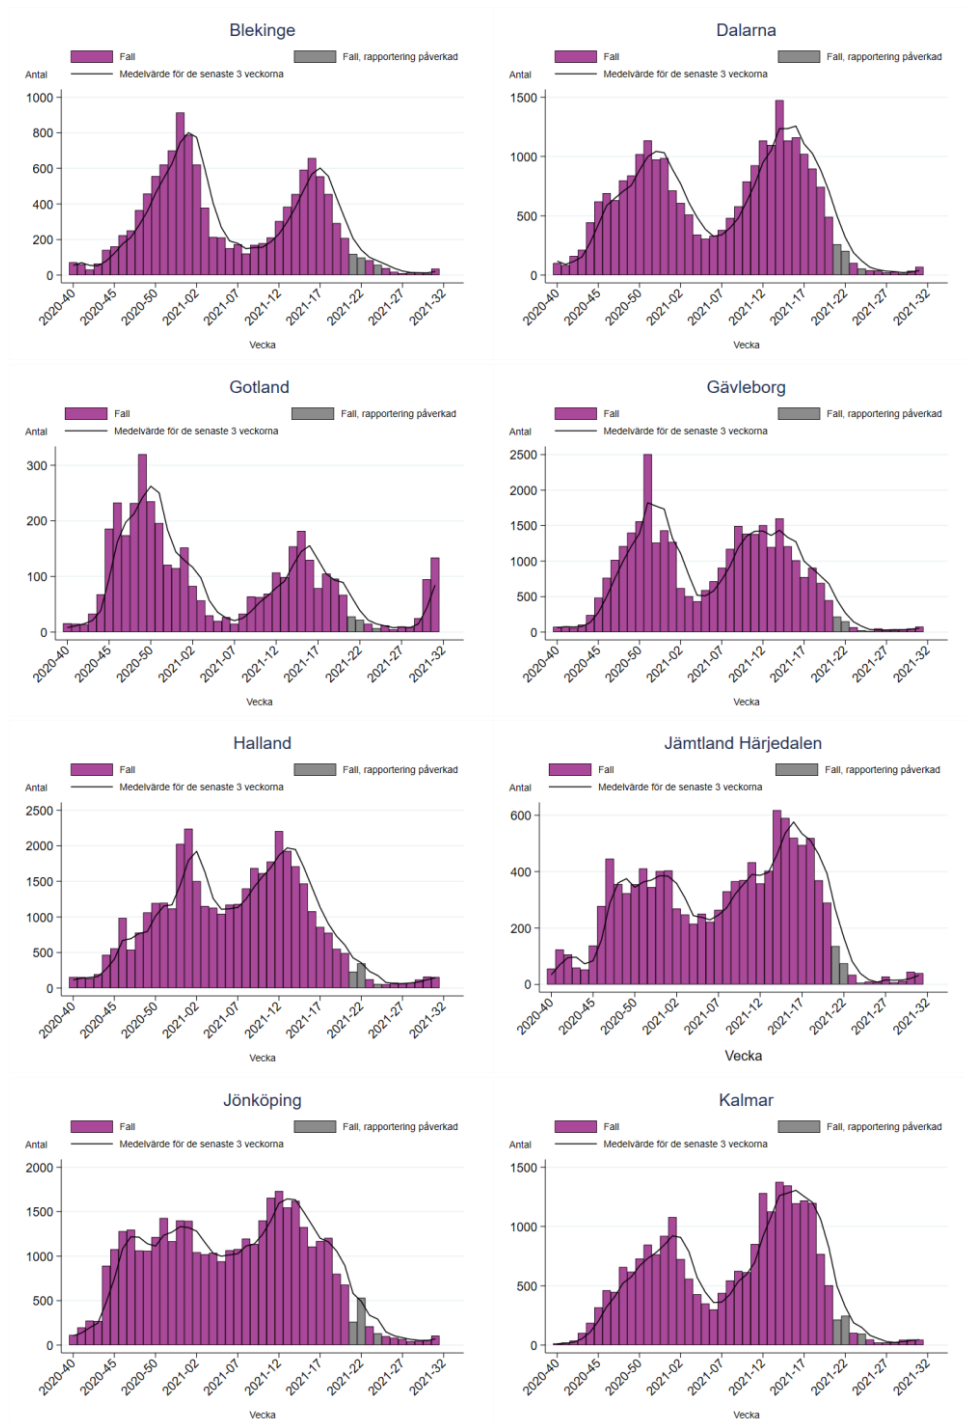 Blekinge
Fall
Fall, rapportering påverkad
Antal
Medelvärde för de senaste 3 veckorna
1000
800
600
400
200
0
2020-40
2020-45
2020-50
2021-02
2021-07
2021-12
2021-17
2021-22
2021-27
2021-32
Vecka
Dalarna
Fall
Fall, rapportering påverkad
Antal
Medelvärde för de senaste 3 veckorna
1500
1000
500
0
2020-40
2020-45
2020-50
2021-02
2021-07
2021-12
2021-17
2021-22
2021-27
2021-32
Vecka
Gotland
Fall
Fall, rapportering påverkad
Antal
Medelvärde för de senaste 3 veckorna
300
200
100
0
2020-40
2020-45
2020-50
2021-02
2021-07
2021-12
2021-17
2021-22
2021-27
2021-32
Vecka
Gävleborg
Fall
Fall, rapportering påverkad
Antal
Medelvärde för de senaste 3 veckorna
2500
2000
1500
1000
500
0
2020-40
2020-45
2020-50
2021-02
2021-07
2021-12
2021-17
2021-22
2021-27
2021-32
Vecka
Halland
Fall
Fall, rapportering påverkad
Antal
Medelvärde för de senaste 3 veckorna
2500
2000
1500
1000
500
0
2020-40
2020-45
2020-50
2021-02
2021-07
2021-12
2021-17
2021-22
2021-27
2021-32
Vecka
Jämtland Härjedalen
Fall
Fall, rapportering påverkad
Antal
Medelvärde för de senaste 3 veckorna
600
400
200
0
2020-40
2020-45
2020-50
2021-02
2021-07
2021-12
2021-17
2021-22
2021-27
2021-32
Vecka
Jönköping
Fall
Fall, rapportering påverkad
Antal
Medelvärde för de senaste 3 veckorna
2000
1500
1000
500
0
2020-40
2020-45
2020-50
2021-02
2021-07
2021-12
2021-17
2021-22
2021-27
2021-32
Vecka
Kalmar
Fall
Fall, rapportering påverkad
Antal
Medelvärde för de senaste 3 veckorna
1500
1000
500
0
2020-40
2020-45
2020-50
2021-02
2021-07
2021-12
2021-17
2021-22
2021-27
2021-32
Vecka